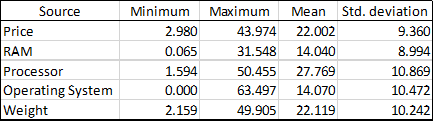 Source Minimum Maximum Mean Std. deviation
Price 2.980 43.974 22.002 9.360
RAM 0.065 31.548 14.040 8.994
Processor 1.594 50.455 27.769 10.869
Operating System 0.000 63.497 14.070 10.472
Weight 2.159 49.905 22.119 10.242